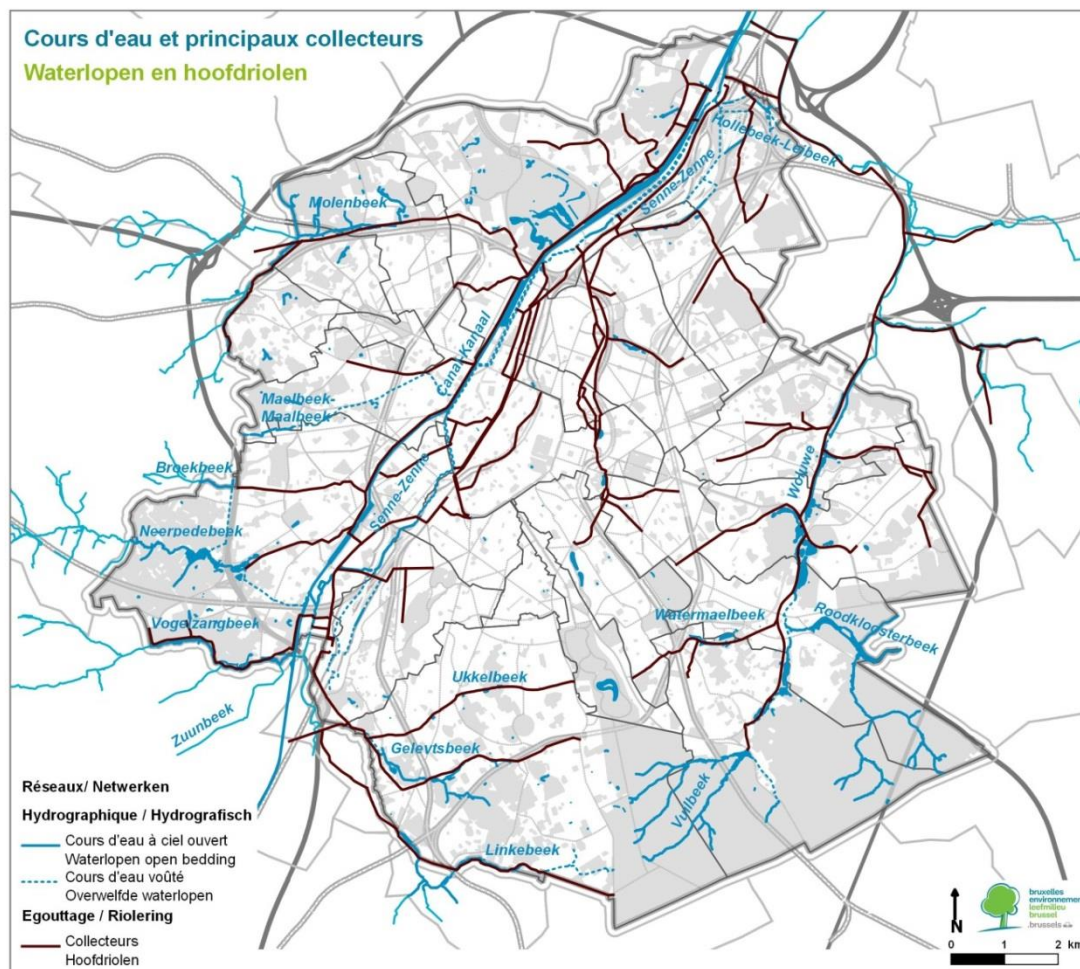 Cours d'eau et principaux collecteurs
Waterlopen en hoofdriolen
Hollebeek-Leibeek
Senne-Zenne
Molenbeek
Canal-Kanaal
Maelbeek-
Maalbeek
Broekbeek
Woluwe
Senne-Zenne
Neerpedebeek
Vogelzangbeek
Watermaelbeek
Roodkloosterbeek
Ukkelbeek
Zuunbeek
Geleytsbeek
Vuilbeek
Linkebeek
Réseaux/ Netwerken
Hydrographique / Hydrografisch
Cours d'eau à ciel ouvert
Waterlopen open bedding
Cours d'eau voûté
Overwelfde waterlopen
Egouttage / Riolering
Collecteurs
Hoofdriolen
N
bruxelles
environnement
leefmilieu
brussel
.brussels
0 1 2 km